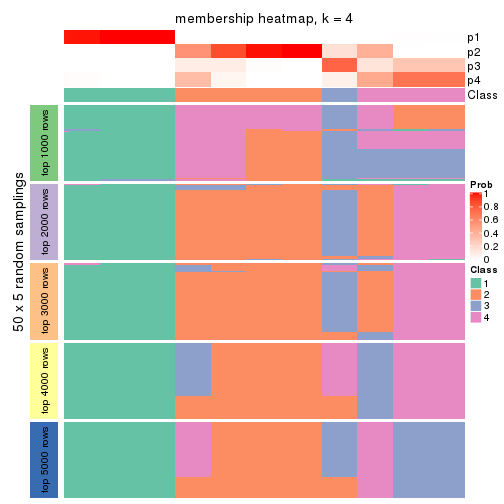 membership heatmap, k = 4
p1
p2
p3
p4
Class
50 x 5 random samplings
top 1000 rows
top 2000 rows
top 3000 rows
top 4000 rows
top 5000 rows
Prob
1
0.8
0.6
0.4
0.2
0
Class
1
2
3
4